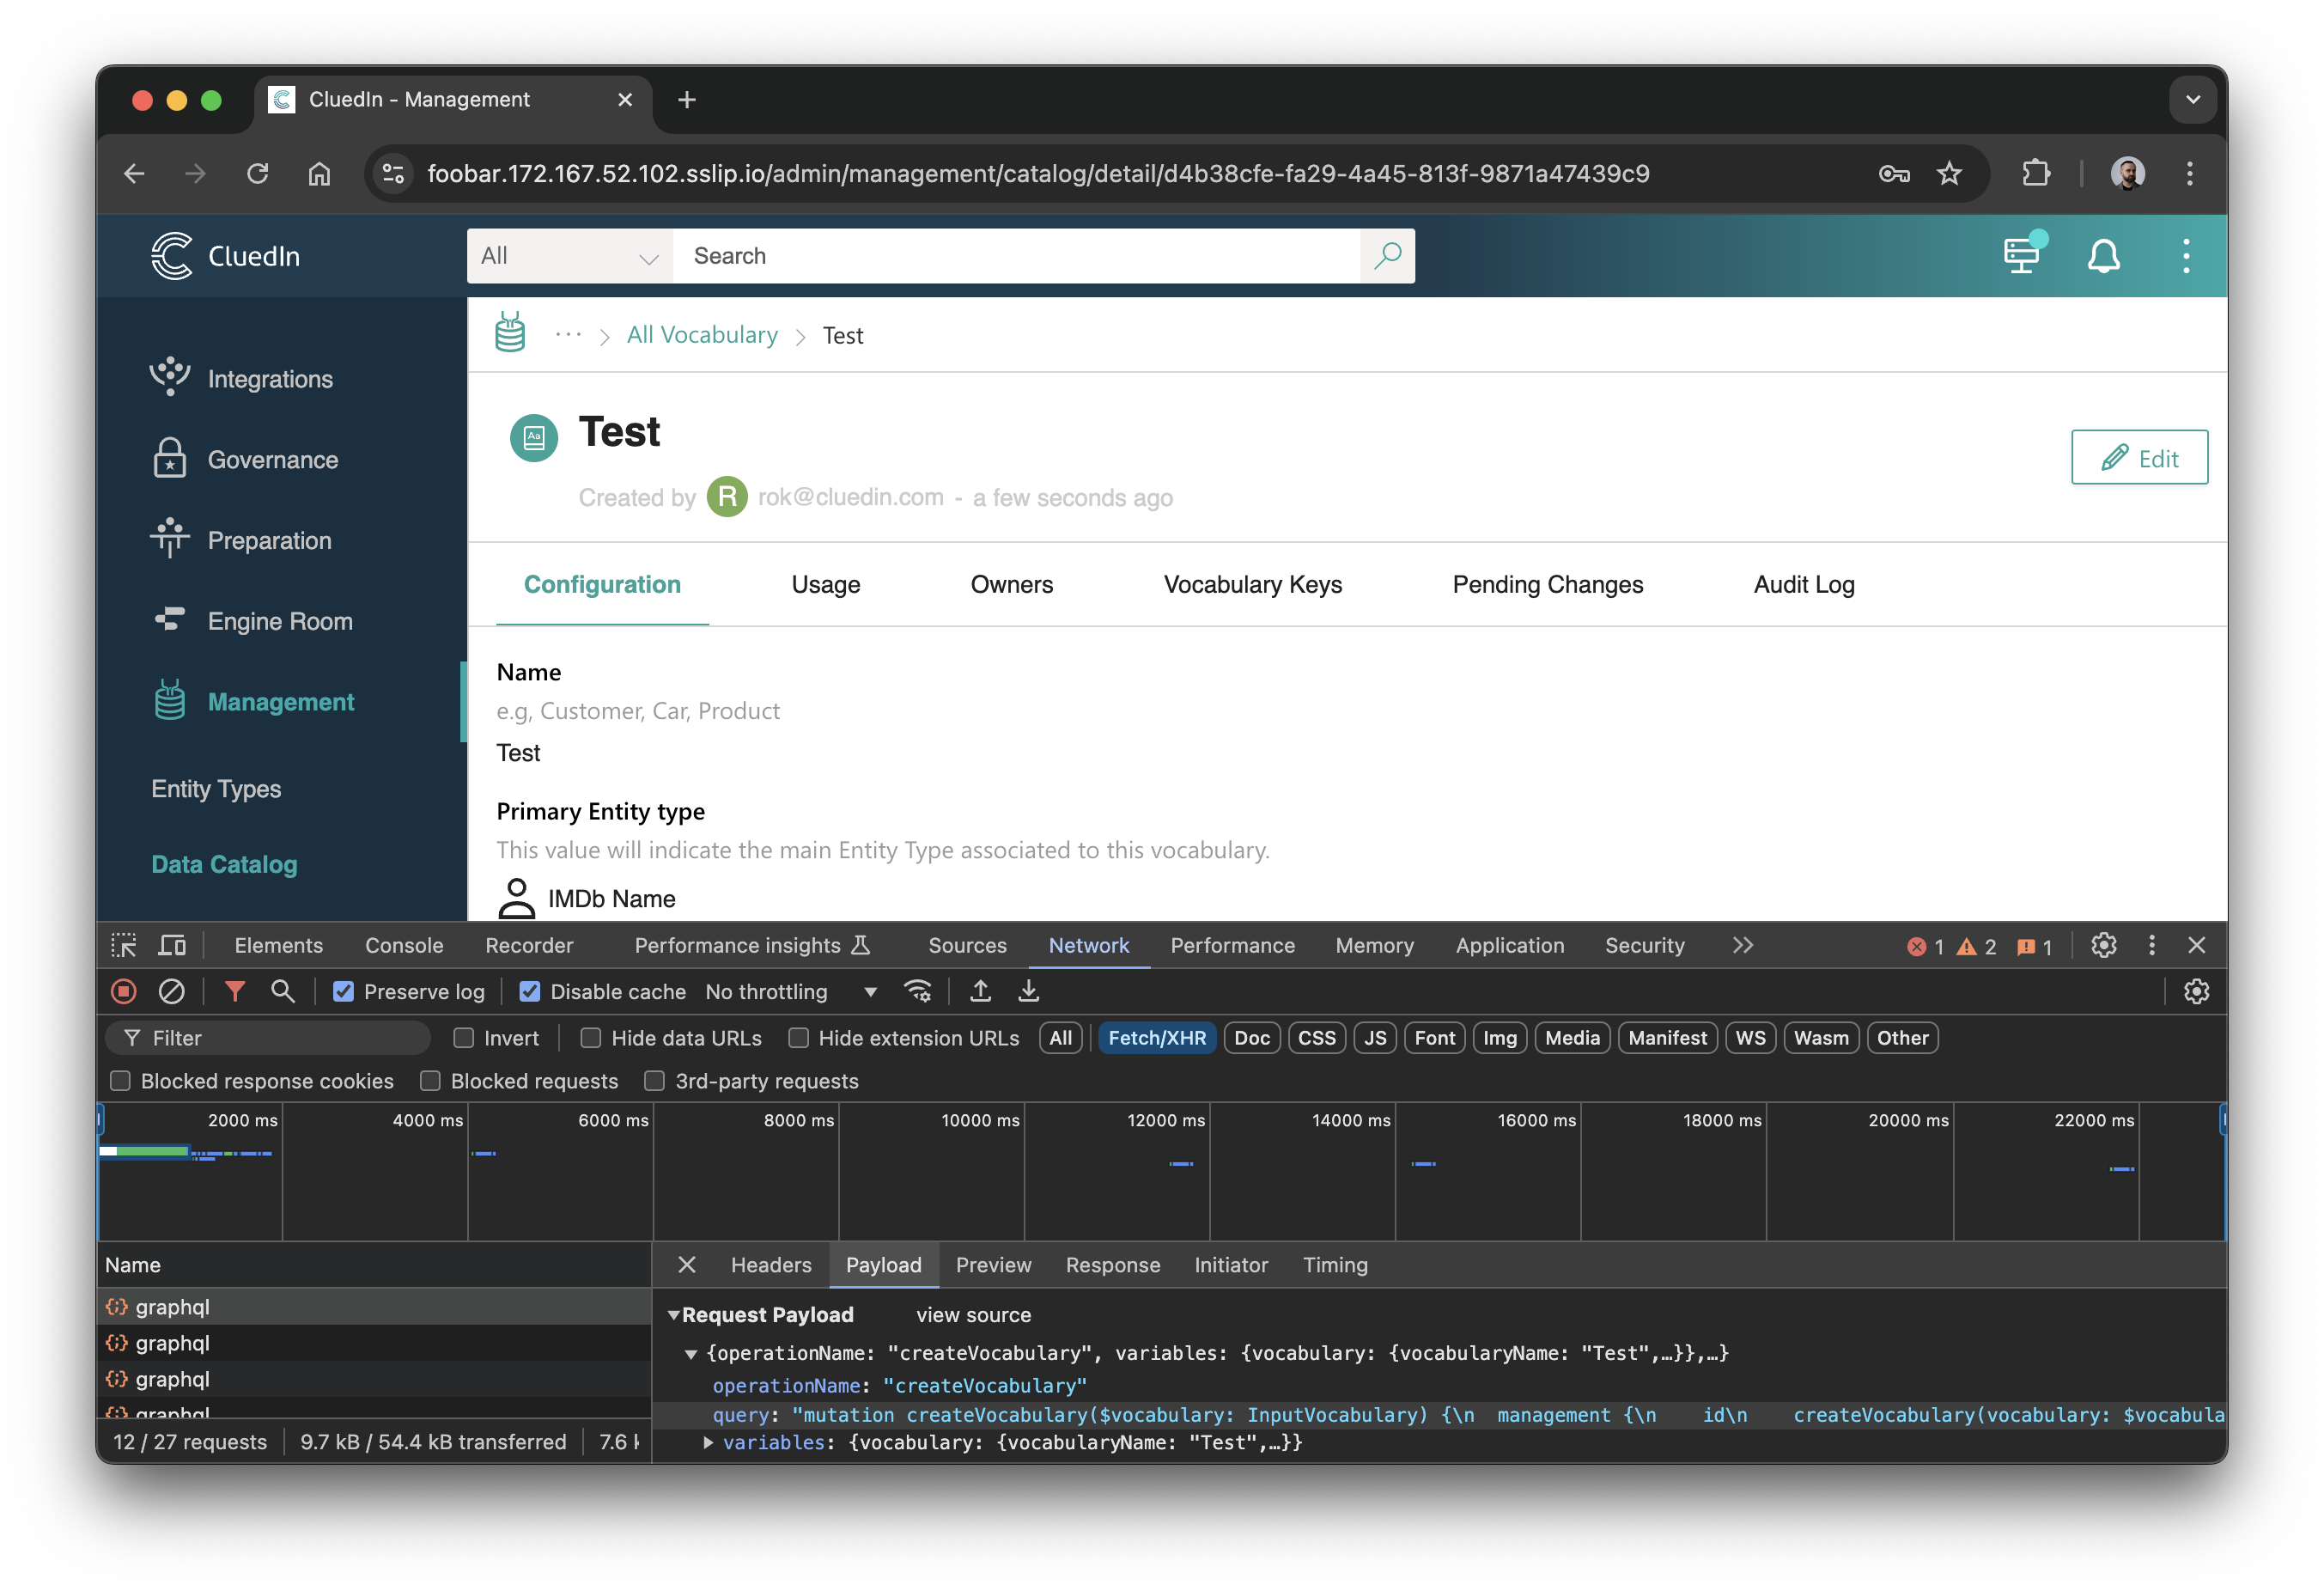 CluedIn - Management
foobar.172.167.52.102.sslip.io/admin/management/catalog/detail/d4b38cfe-fa29-4a45-813f-9871a47439c9
CluedIn
All
Search
Integrations
Governance
Preparation
Engine Room
Management
Entity Types
Data Catalog
··· > All Vocabulary > Test
Aa
Test
Created by R rok@cluedin.com - a few seconds ago
Edit
Configuration Usage Owners Vocabulary Keys Pending Changes Audit Log
Name
e.g, Customer, Car, Product
Test
Primary Entity type
This value will indicate the main Entity Type associated to this vocabulary.
IMDb Name
Elements Console Recorder Performance insights Sources Network Performance Memory Application Security >> 1 2 1
Preserve log Disable cache No throttling
Filter Invert Hide data URLs Hide extension URLs All Fetch/XHR Doc CSS JS Font Img Media Manifest WS Wasm Other
Blocked response cookies Blocked requests 3rd-party requests
2000 ms 4000 ms 6000 ms 8000 ms 10000 ms 12000 ms 14000 ms 16000 ms 18000 ms 20000 ms 22000 ms
Name
graphql
graphql
graphql
graphql
12 / 27 requests 9.7 kB / 54.4 kB transferred 7.6 k
Headers Payload Preview Response Initiator Timing
▼Request Payload view source
▼ {operationName: "createVocabulary", variables: {vocabulary: {vocabularyName: "Test",…}},…}
operationName: "createVocabulary"
query: "mutation createVocabulary($vocabulary: InputVocabulary) {\n  management {\n    id\n    createVocabulary(vocabulary: $vocabula
▶ variables: {vocabulary: {vocabularyName: "Test",…}}